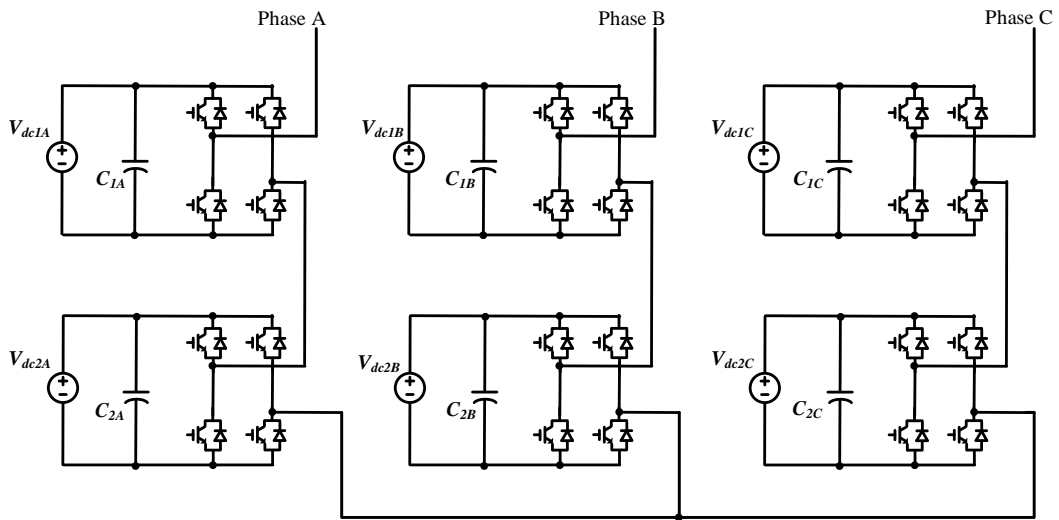 Phase A
Phase B
Phase C
Vdc1A
Vdc1B
Vdc1C
C1A
C1B
C1C
Vdc2A
Vdc2B
Vdc2C
C2A
C2B
C2C